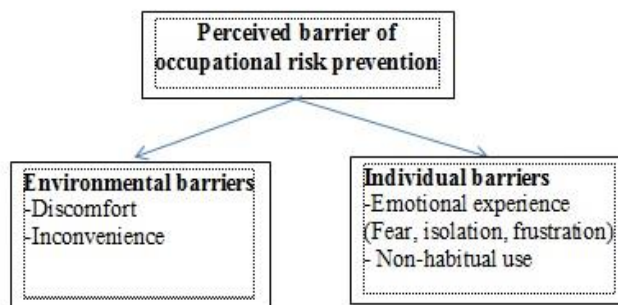 Perceived barrier of
occupational risk prevention
Environmental barriers
-Discomfort
-Inconvenience
Individual barriers
-Emotional experience
(Fear, isolation, frustration)
- Non-habitual use